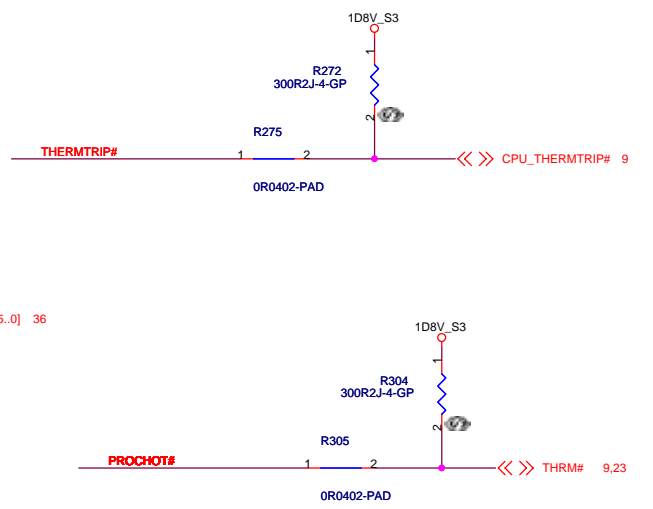 1D8V_S3
1
R272
300R2J-4-GP
2
R275
THERMTRIP#
1
2
CPU_THERMTRIP# 9
0R0402-PAD
5..0] 36
1D8V_S3
1
R304
300R2J-4-GP
2
R305
PROCHOT#
1
2
THRM# 9,23
0R0402-PAD